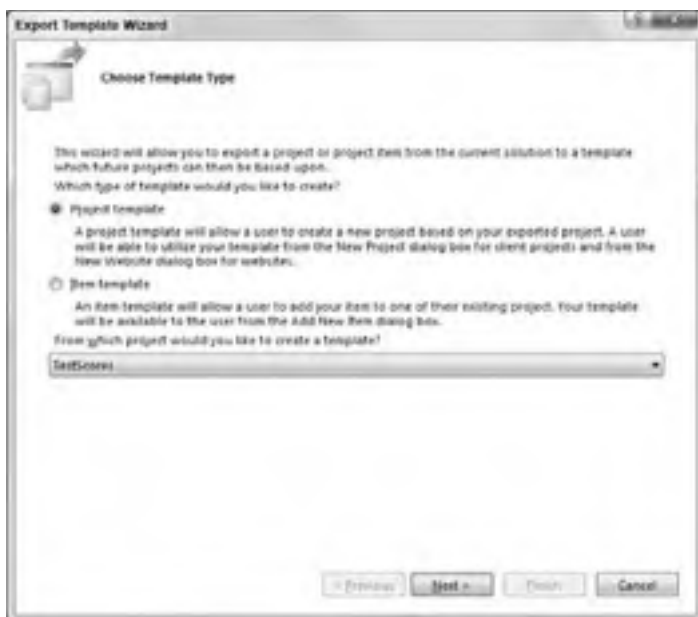 Export Template Wizard
Choose Template Type
This wizard will allow you to export a project or project item from the current solution to a template
which future projects can then be based upon.
Which type of template would you like to create?
Project template
A project template will allow a user to create a new project based on your exported project. A user
will be able to utilize your template from the New Project dialog box for client projects and from the
New Website dialog box for websites.
Item template
An item template will allow a user to add your item to one of their existing project. Your template
will be available to the user from the Add New Item dialog box.
From which project would you like to create a template?
TestScores
< Previous Next > Finish Cancel